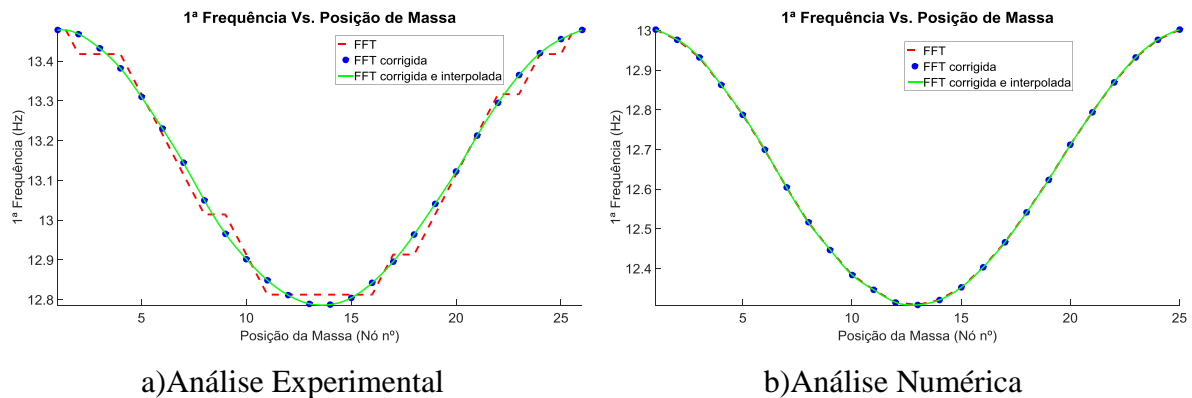 1ª Frequência Vs. Posição de Massa
FFT
FFT corrigida
FFT corrigida e interpolada
1ª Frequência (Hz)
13.4
13.3
13.2
13.1
13
12.9
12.8
5
10
15
20
25
Posição da Massa (Nó nº)
a)Análise Experimental
1ª Frequência Vs. Posição de Massa
FFT
FFT corrigida
FFT corrigida e interpolada
1ª Frequência (Hz)
13
12.9
12.8
12.7
12.6
12.5
12.4
5
10
15
20
25
Posição da Massa (Nó nº)
b)Análise Numérica